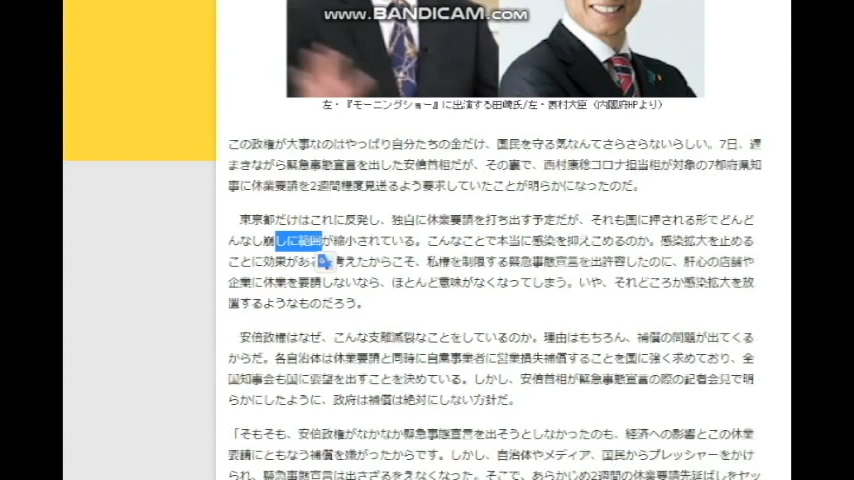 www.BANDICAM.com
左・『モーニングショー』に出演する田崎氏/左・西村大臣（内閣府HPより）
この政権が大事なのはやっぱり自分たちの金だけ、国民を守る気なんてさらさらないらしい。7日、遅
まきながら緊急事態宣言を出した安倍首相だが、その裏で、西村康稔コロナ担当相が対象の7都府県知
事に休業要請を2週間程度見送るよう要求していたことが明らかになったのだ。
東京都だけはこれに反発し、独自に休業要請を打ち出す予定だが、それも国に押される形でどんど
んなし崩しに範囲が縮小されている。こんなことで本当に感染を抑えこめるのか。感染拡大を止める
ことに効果がある考えたからこそ、私権を制限する緊急事態宣言を出許容したのに、肝心の店舗や
企業に休業を要請しないなら、ほとんど意味がなくなってしまう。いや、それどころか感染拡大を放
置するようなものだろう。
安倍政権はなぜ、こんな支離滅裂なことをしているのか。理由はもちろん、補償の問題が出てくる
からだ。各自治体は休業要請と同時に自粛事業者に営業損失補償することを国に強く求めており、全
国知事会も国に要望を出すことを決めている。しかし、安倍首相が緊急事態宣言の際の記者会見で明
らかにしたように、政府は補償は絶対にしない方針だ。
「そもそも、安倍政権がなかなか緊急事態宣言を出そうとしなかったのも、経済への影響とこの休業
要請にともなう補償を嫌がったからです。しかし、自治体やメディア、国民からプレッシャーをかけ
られ、緊急事態宣言は出さざるをえなくなった。そこで、あらかじめ2週間の休業要請先延ばしをセッ